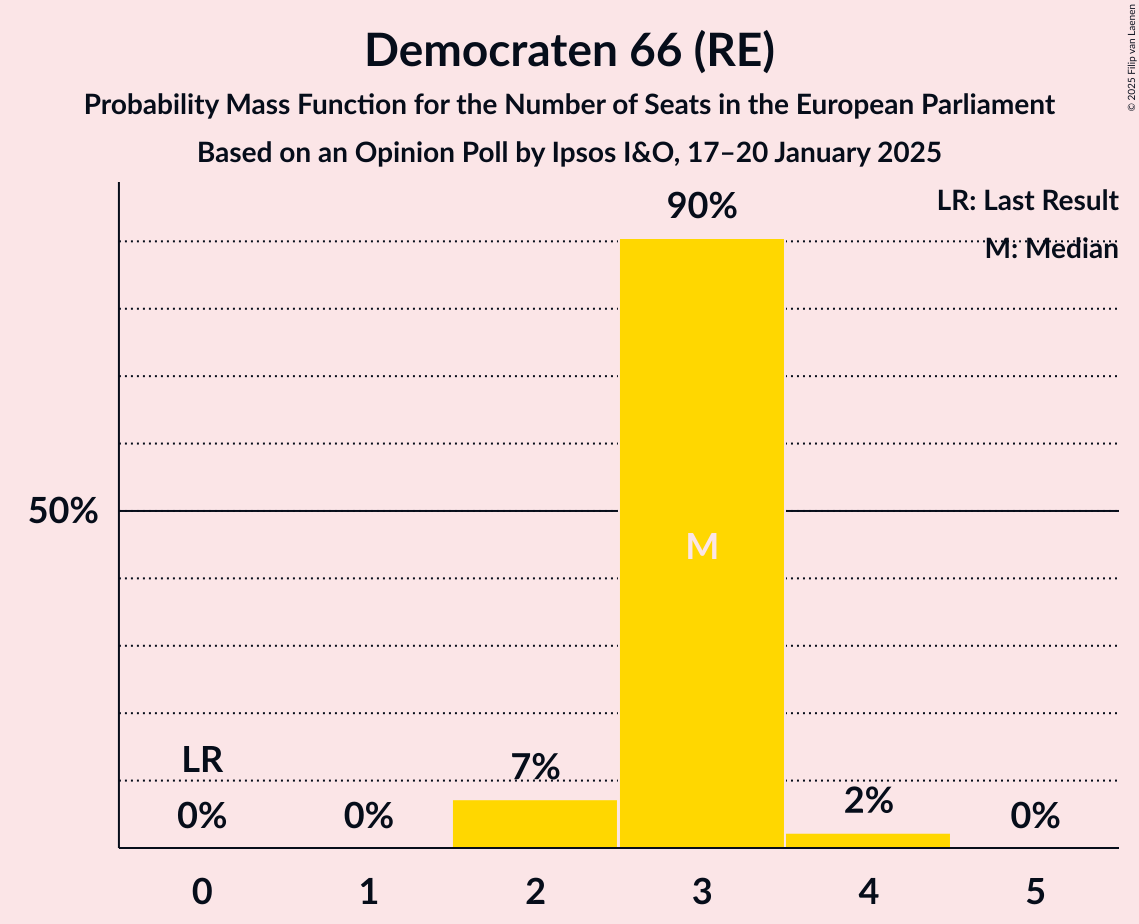 Democraten 66 (RE)
Probability Mass Function for the Number of Seats in the European Parliament
Based on an Opinion Poll by Ipsos I&O, 17–20 January 2025
© 2025 Filip van Laenen
LR: Last Result
M: Median
90%
50%
M
LR
7%
2%
0%
0%
0%
0 1 2 3 4 5